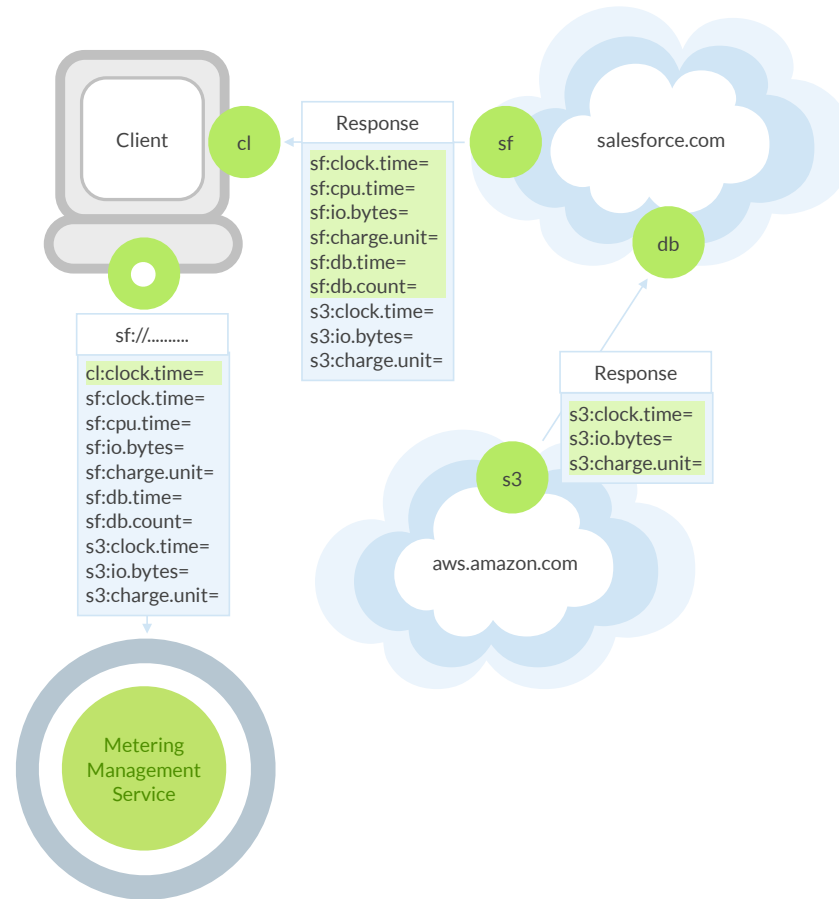 Client
cl
Response
sf:clock.time=
sf:cpu.time=
sf:io.bytes=
sf:charge.unit=
sf:db.time=
sf:db.count=
s3:clock.time=
s3:io.bytes=
s3:charge.unit=
sf
salesforce.com
db
sf://..........
cl:clock.time=
sf:clock.time=
sf:cpu.time=
sf:io.bytes=
sf:charge.unit=
sf:db.time=
sf:db.count=
s3:clock.time=
s3:io.bytes=
s3:charge.unit=
Response
s3:clock.time=
s3:io.bytes=
s3:charge.unit=
s3
aws.amazon.com
Metering
Management
Service